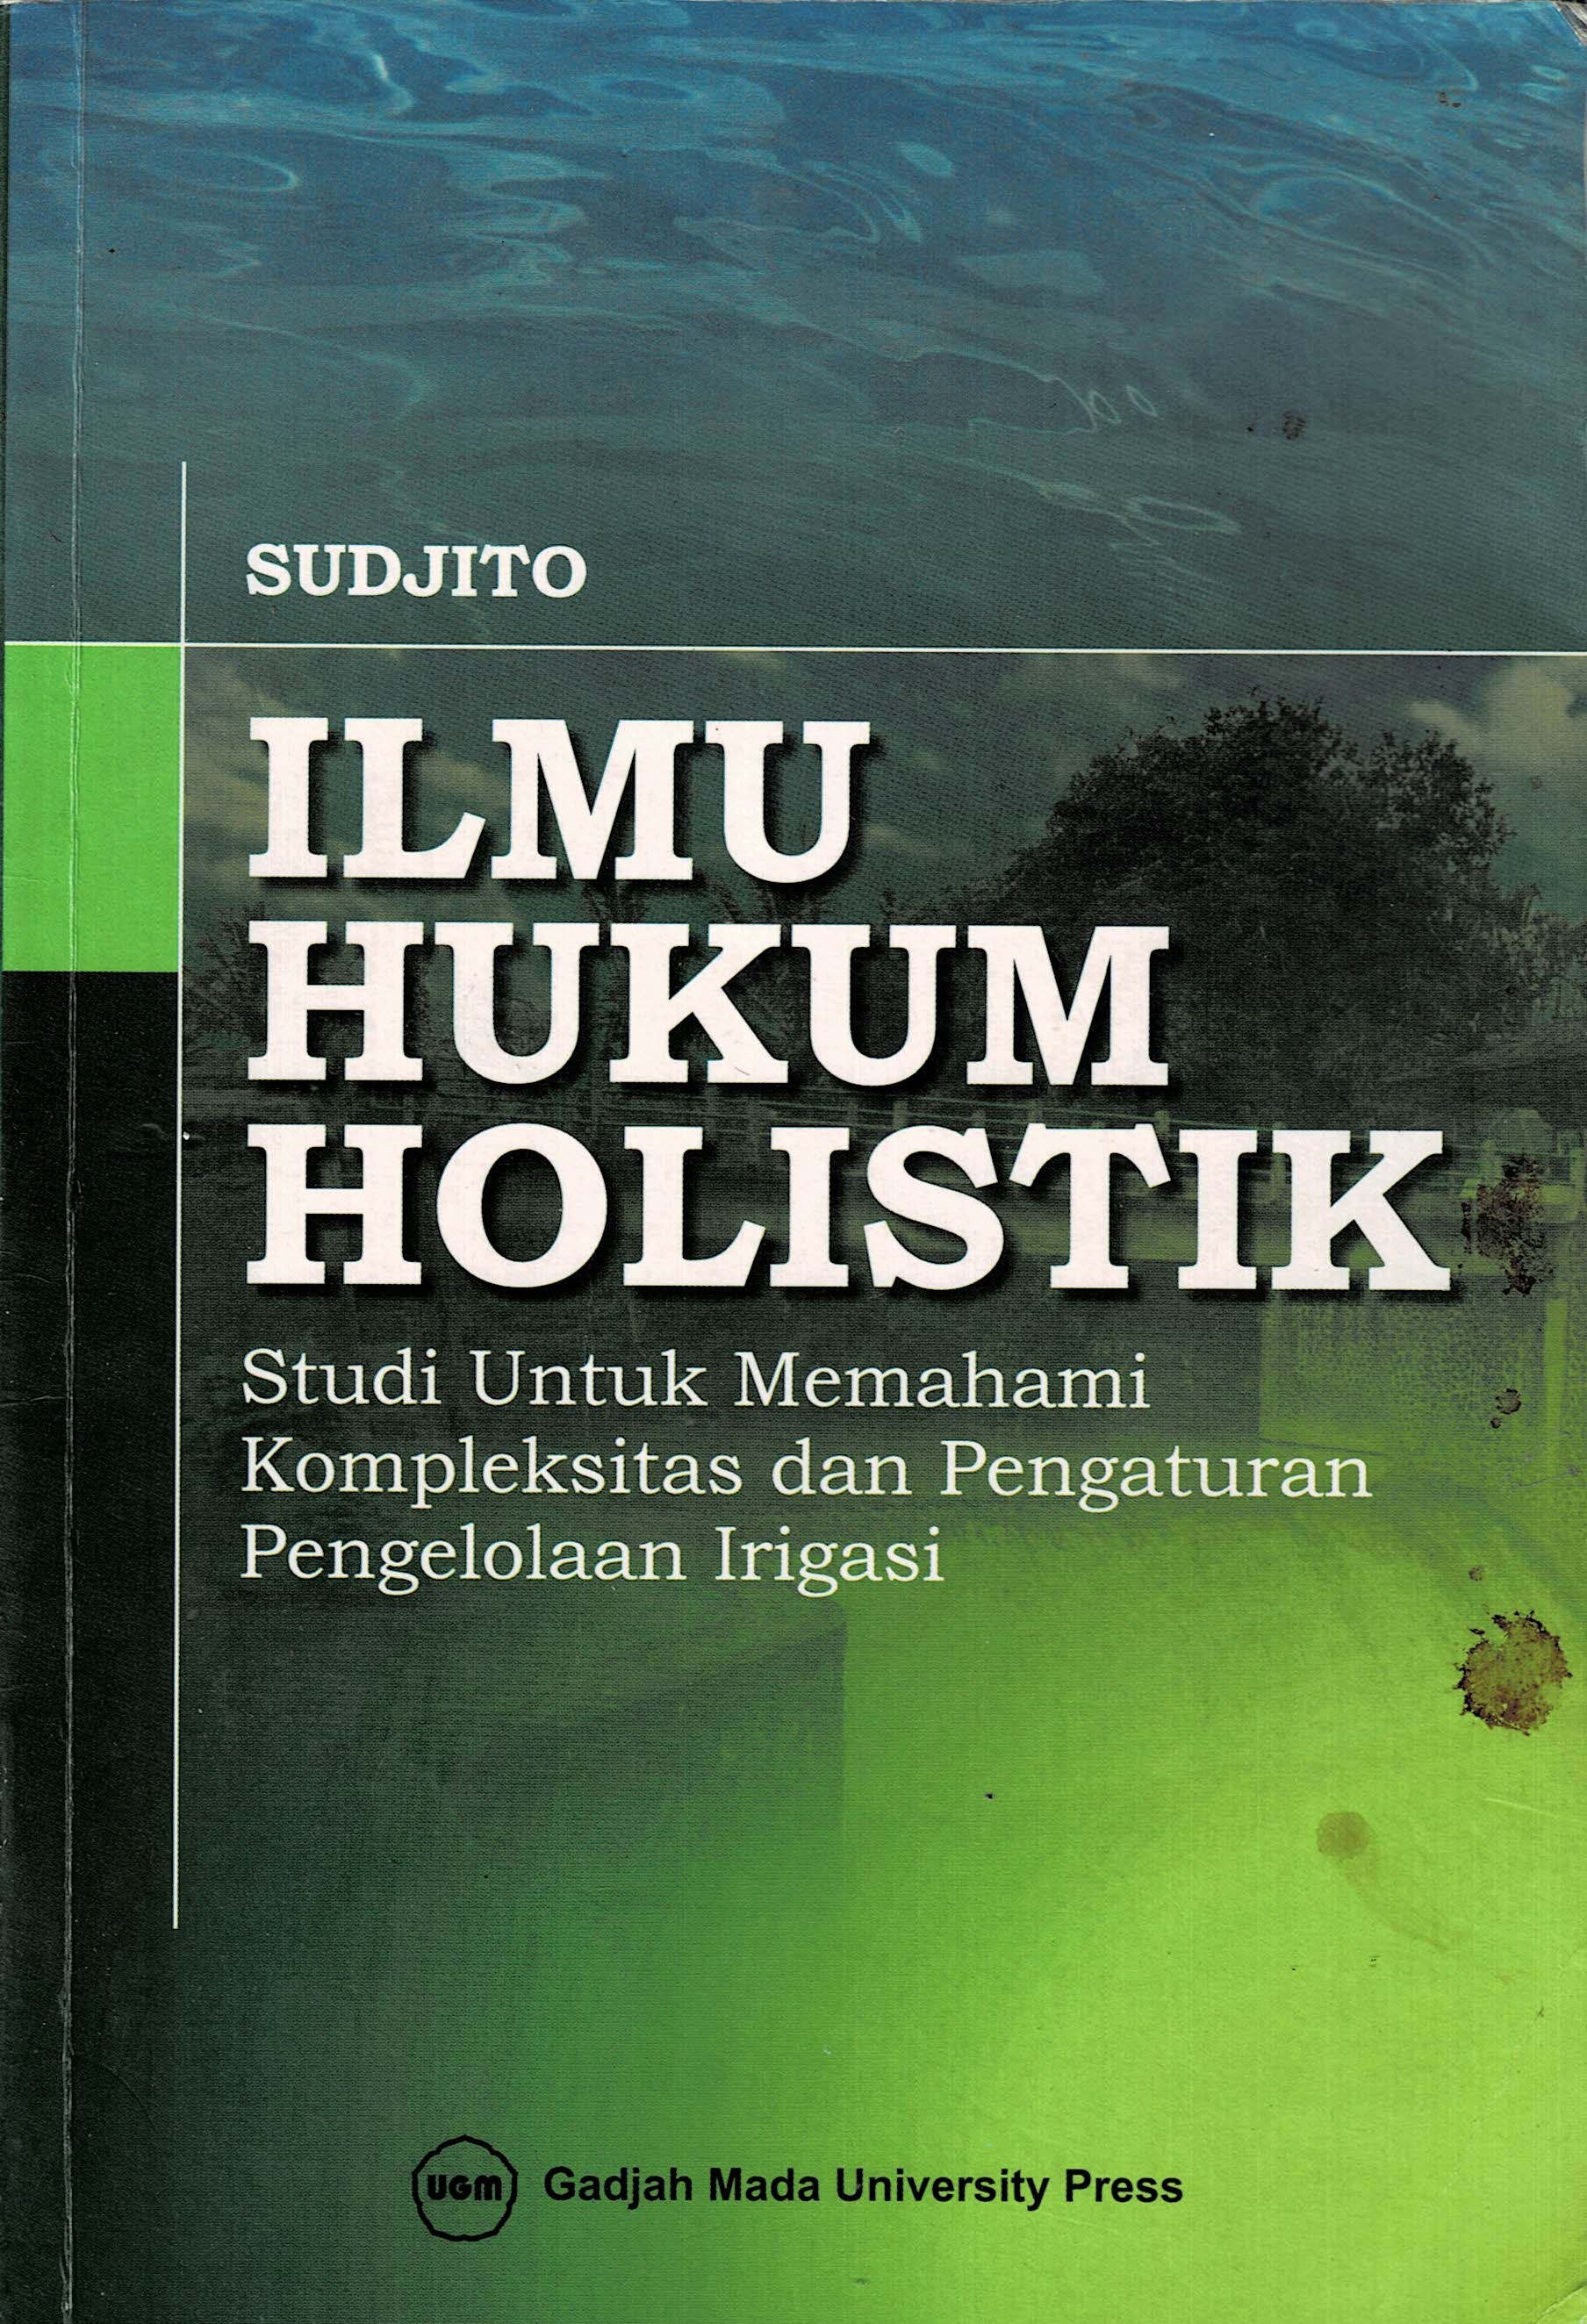 SUDJITO
ILMU
HUKUM
HOLISTIK
Studi Untuk Memahami
Kompleksitas dan Pengaturan
Pengelolaan Irigasi
UGM Gadjah Mada University Press